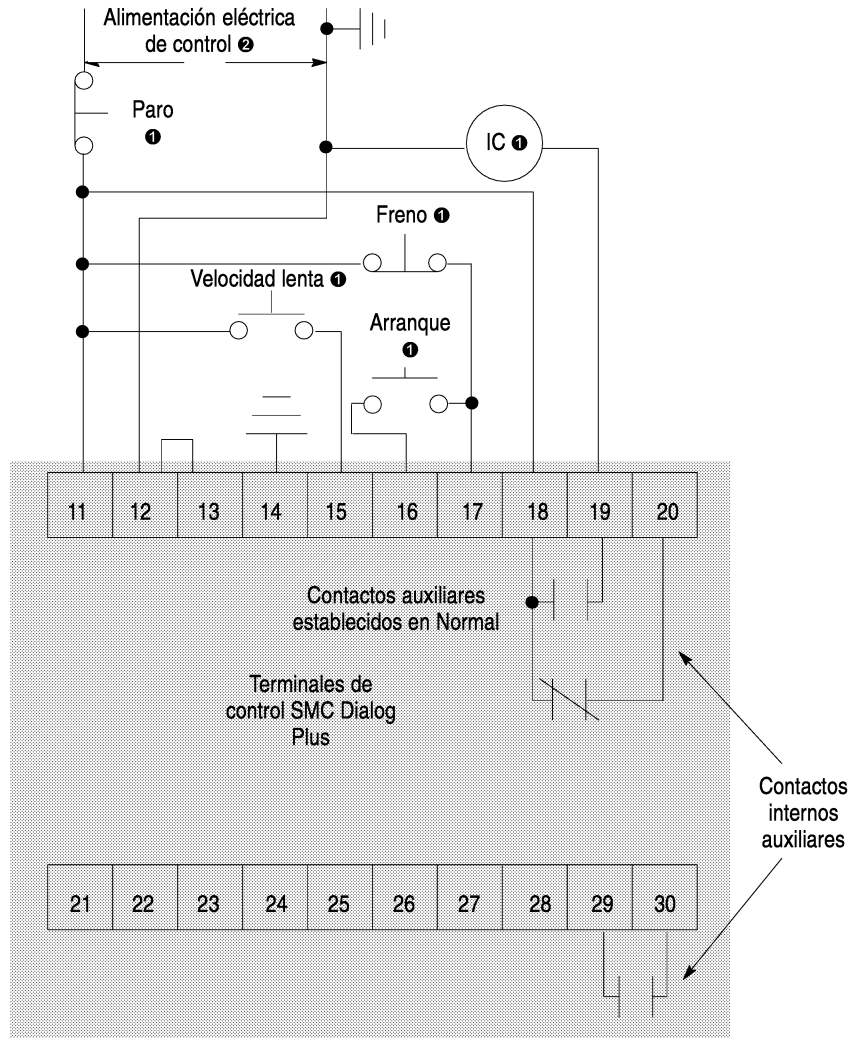 Alimentación eléctrica
de control ❷
Paro
❶
IC ❶
Freno ❶
Velocidad lenta ❶
Arranque
❶
11 12 13 14 15 16 17 18 19 20
Contactos auxiliares
establecidos en Normal
Terminales de
control SMC Dialog
Plus
Contactos
internos
auxiliares
21 22 23 24 25 26 27 28 29 30